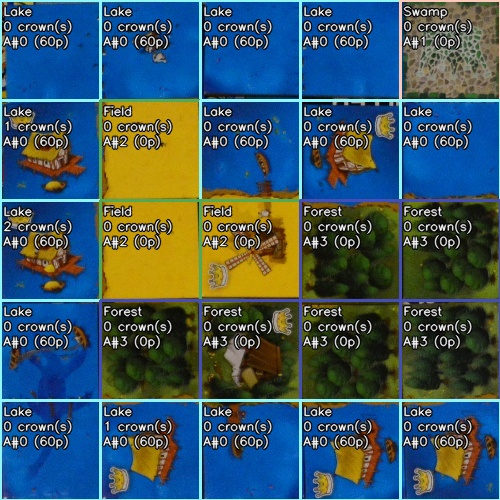 Lake
0 crown(s)
A#0 (60p)
Lake
0 crown(s)
A#0 (60p)
Lake
0 crown(s)
A#0 (60p)
Lake
0 crown(s)
A#0 (60p)
Swamp
0 crown(s)
A#1 (0p)
Lake
1 crown(s)
A#0 (60p)
Field
0 crown(s)
A#2 (0p)
Lake
0 crown(s)
A#0 (60p)
Lake
0 crown(s)
A#0 (60p)
Lake
0 crown(s)
A#0 (60p)
Lake
2 crown(s)
A#0 (60p)
Field
0 crown(s)
A#2 (0p)
Field
0 crown(s)
A#2 (0p)
Forest
0 crown(s)
A#3 (0p)
Forest
0 crown(s)
A#3 (0p)
Lake
0 crown(s)
A#0 (60p)
Forest
0 crown(s)
A#3 (0p)
Forest
0 crown(s)
A#3 (0p)
Forest
0 crown(s)
A#3 (0p)
Forest
0 crown(s)
A#3 (0p)
Lake
0 crown(s)
A#0 (60p)
Lake
1 crown(s)
A#0 (60p)
Lake
0 crown(s)
A#0 (60p)
Lake
0 crown(s)
A#0 (60p)
Lake
0 crown(s)
A#0 (60p)